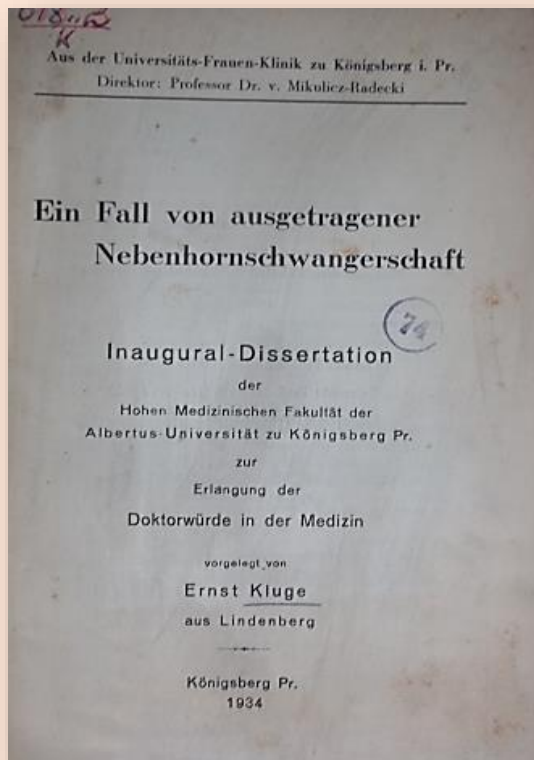 K
Aus der Universitäts-Frauen-Klinik zu Königsberg i. Pr.
Direktor: Professor Dr. v. Mikulicz-Radecki
Ein Fall von ausgetragener
Nebenhornschwangerschaft
74
Inaugural-Dissertation
der
Hohen Medizinischen Fakultät der
Albertus-Universität zu Königsberg Pr.
zur
Erlangung der
Doktorwürde in der Medizin
vorgelegt von
Ernst Kluge
aus Lindenberg
Königsberg Pr.
1934